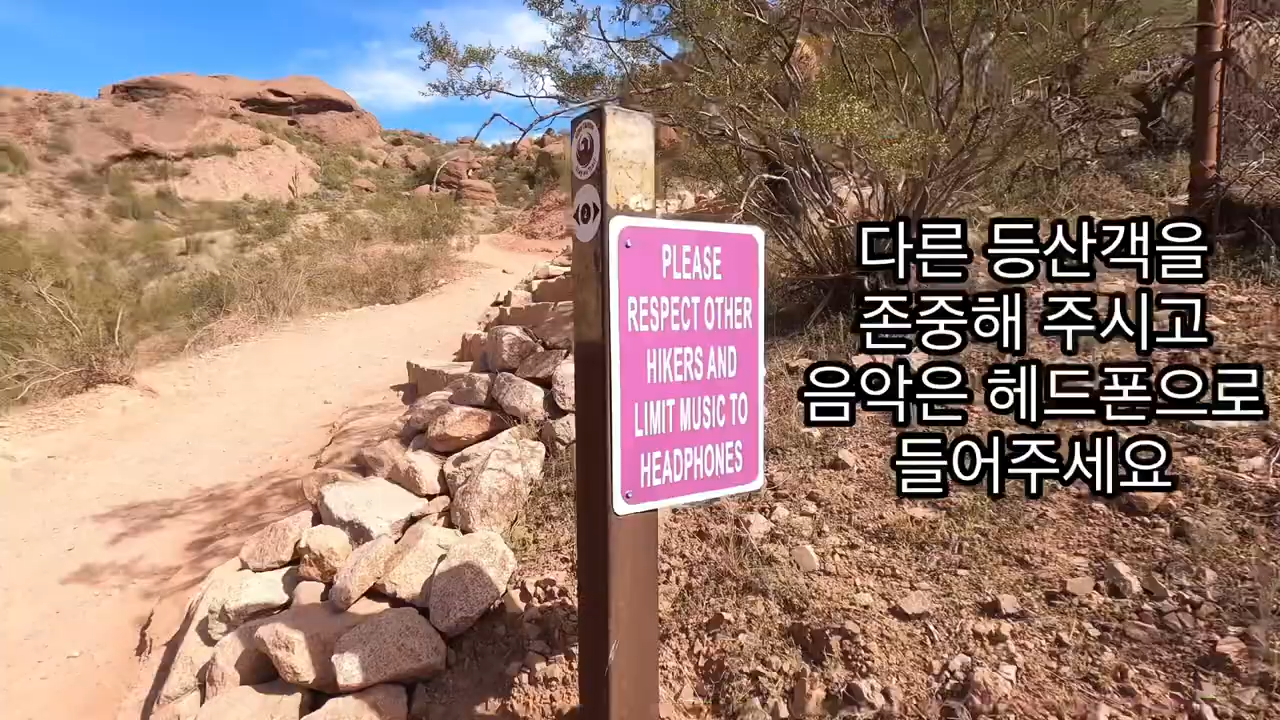 PLEASE
RESPECT OTHER
HIKERS AND
LIMIT MUSIC TO
HEADPHONES
다른 등산객을
존중해 주시고
음악은 헤드폰으로
들어주세요